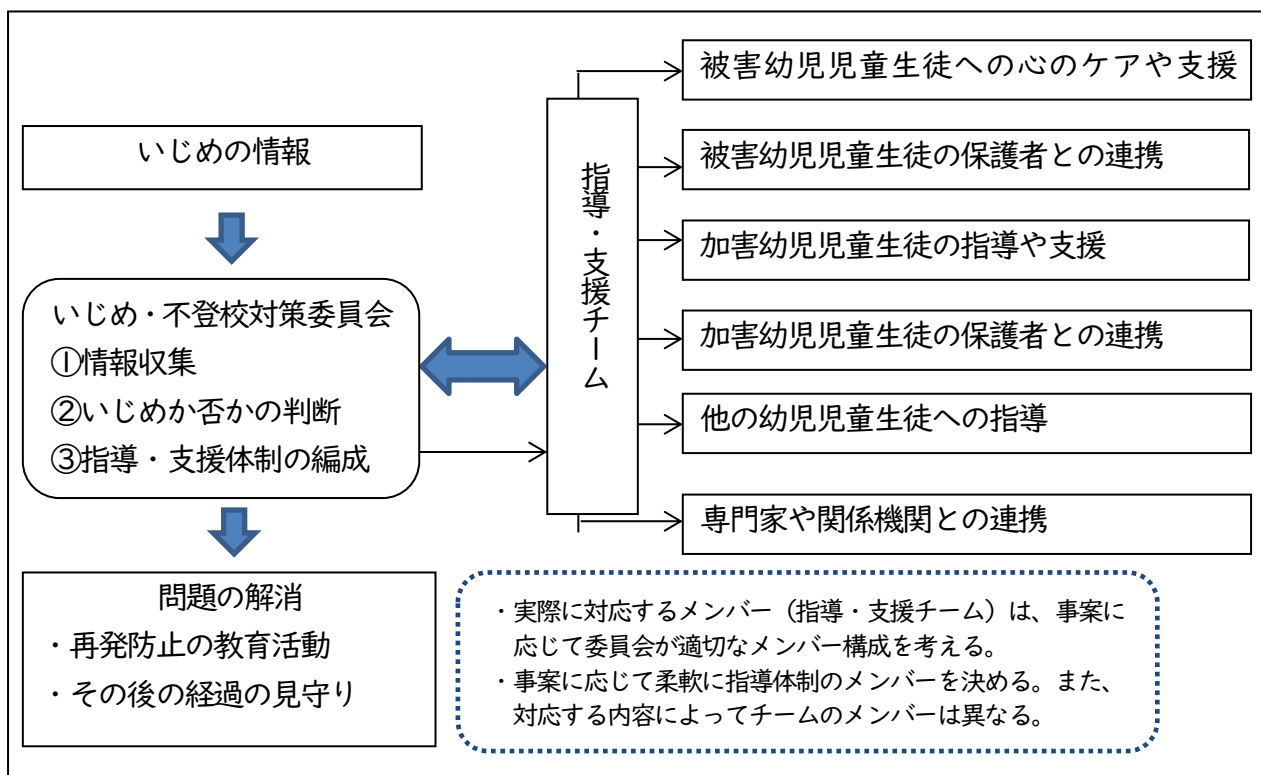 いじめの情報
いじめ・不登校対策委員会
①情報収集
②いじめか否かの判断
③指導・支援体制の編成
問題の解消
・再発防止の教育活動
・その後の経過の見守り
指導・支援チーム
被害幼児児童生徒への心のケアや支援
被害幼児児童生徒の保護者との連携
加害幼児児童生徒の指導や支援
加害幼児児童生徒の保護者との連携
他の幼児児童生徒への指導
専門家や関係機関との連携
・実際に対応するメンバー（指導・支援チーム）は、事案に
応じて委員会が適切なメンバー構成を考える。
・事案に応じて柔軟に指導体制のメンバーを決める。また、
対応する内容によってチームのメンバーは異なる。